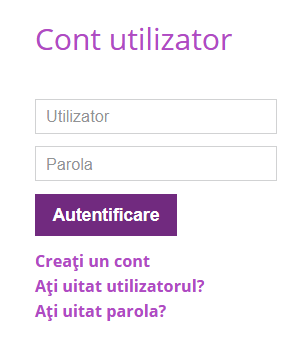 Cont utilizator
Utilizator
Parola
Autentificare
Creaţi un cont
Aţi uitat utilizatorul?
Aţi uitat parola?